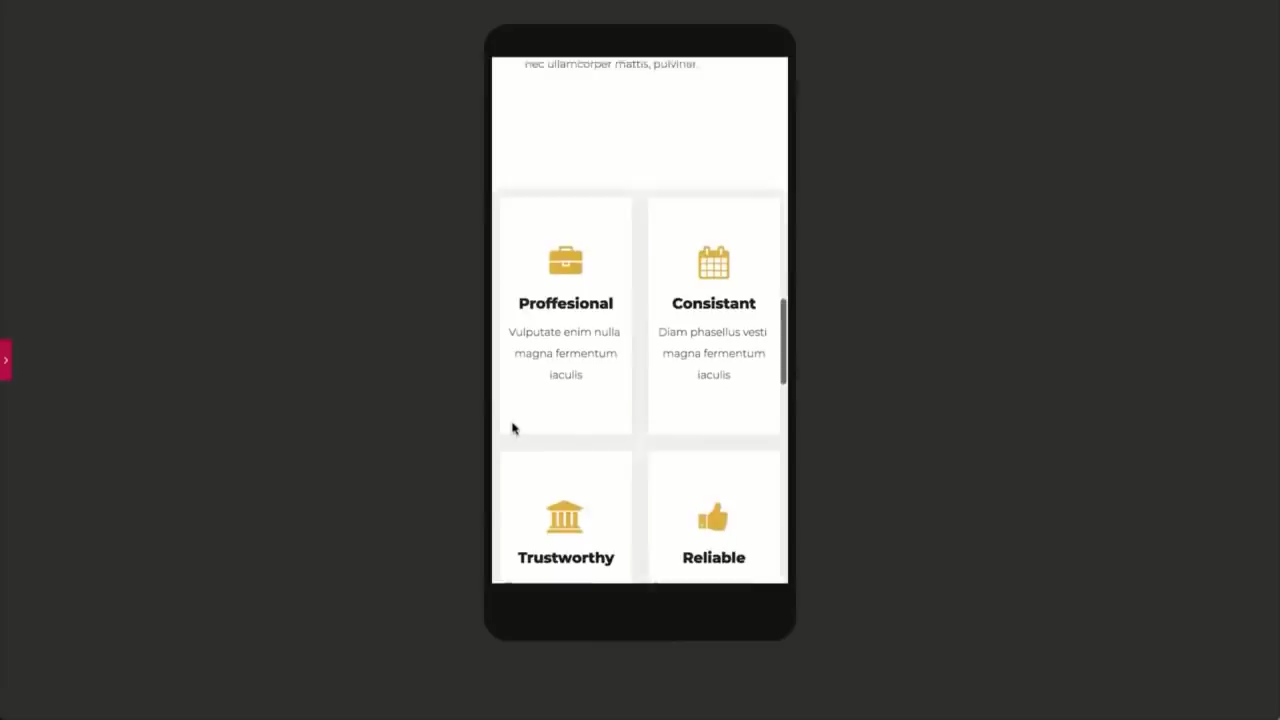 nec ullamcorper mattis, pulvinar.
Proffesional
Vulputate enim nulla
magna fermentum
iaculis
Consistant
Diam phasellus vesti
magna fermentum
iaculis
Trustworthy
Reliable